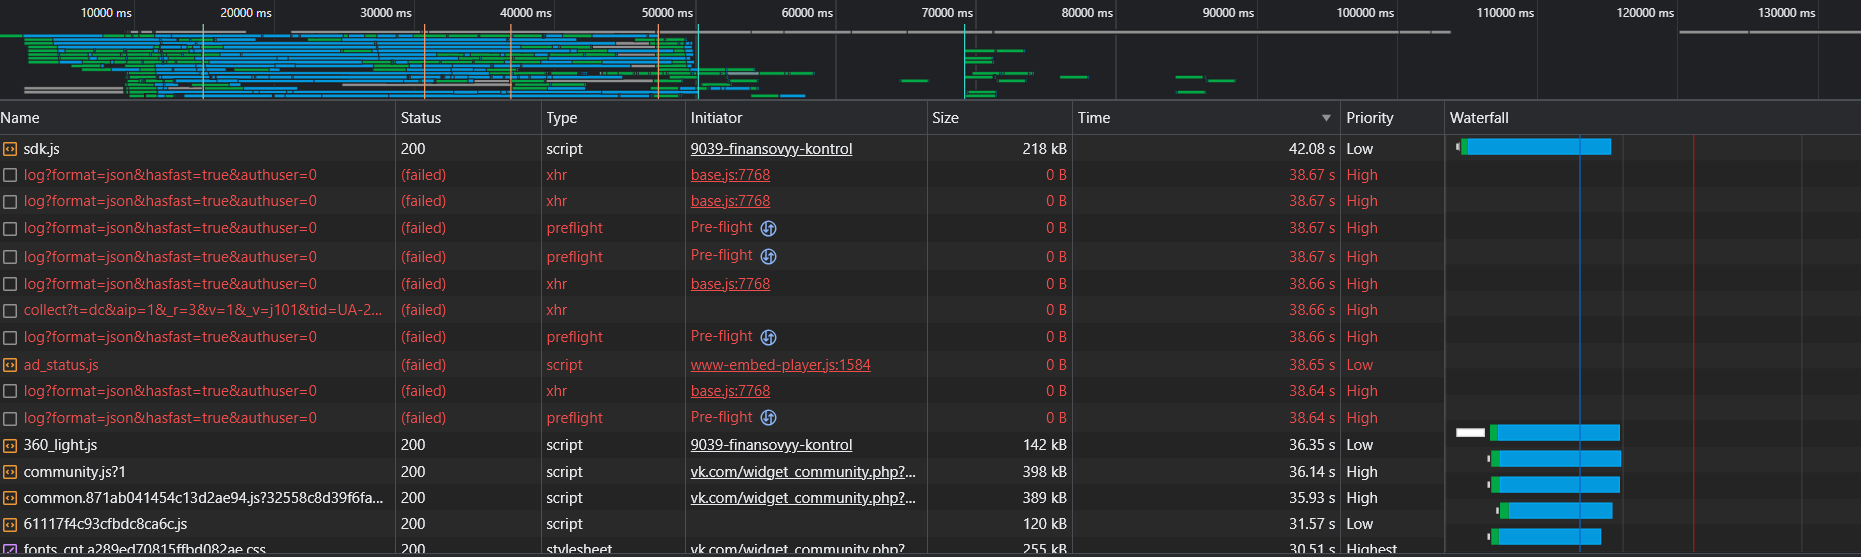 10000 ms 20000 ms 30000 ms 40000 ms 50000 ms 60000 ms 70000 ms 80000 ms 90000 ms 100000 ms 110000 ms 120000 ms 130000 ms
Name Status Type Initiator Size Time Priority Waterfall
sdk.js 200 script 9039-finansovyy-kontrol 218 kB 42.08 s Low
log?format=json&hasfast=true&authuser=0 (failed) xhr base.js:7768 0 B 38.67 s High
log?format=json&hasfast=true&authuser=0 (failed) xhr base.js:7768 0 B 38.67 s High
log?format=json&hasfast=true&authuser=0 (failed) preflight Pre-flight 0 B 38.67 s High
log?format=json&hasfast=true&authuser=0 (failed) preflight Pre-flight 0 B 38.67 s High
log?format=json&hasfast=true&authuser=0 (failed) xhr base.js:7768 0 B 38.66 s High
collect?t=dc&aip=1&_r=3&v=1&_v=j101&tid=UA-2... (failed) xhr 0 B 38.66 s High
log?format=json&hasfast=true&authuser=0 (failed) preflight Pre-flight 0 B 38.66 s High
ad_status.js (failed) script www-embed-player.js:1584 0 B 38.65 s Low
log?format=json&hasfast=true&authuser=0 (failed) xhr base.js:7768 0 B 38.64 s High
log?format=json&hasfast=true&authuser=0 (failed) preflight Pre-flight 0 B 38.64 s High
360_light.js 200 script 9039-finansovyy-kontrol 142 kB 36.35 s Low
community.js?1 200 script vk.com/widget_community.php?... 398 kB 36.14 s High
common.871ab041454c13d2ae94.js?32558c8d39f6fa... 200 script vk.com/widget_community.php?... 389 kB 35.93 s High
61117f4c93cfbdc8ca6c.js 200 script 120 kB 31.57 s Low
fonts_cnt.a289ed70815ffbd082ae.css 200 stylesheet vk.com/widget_community.php?... 255 kB 30.51 s Highest